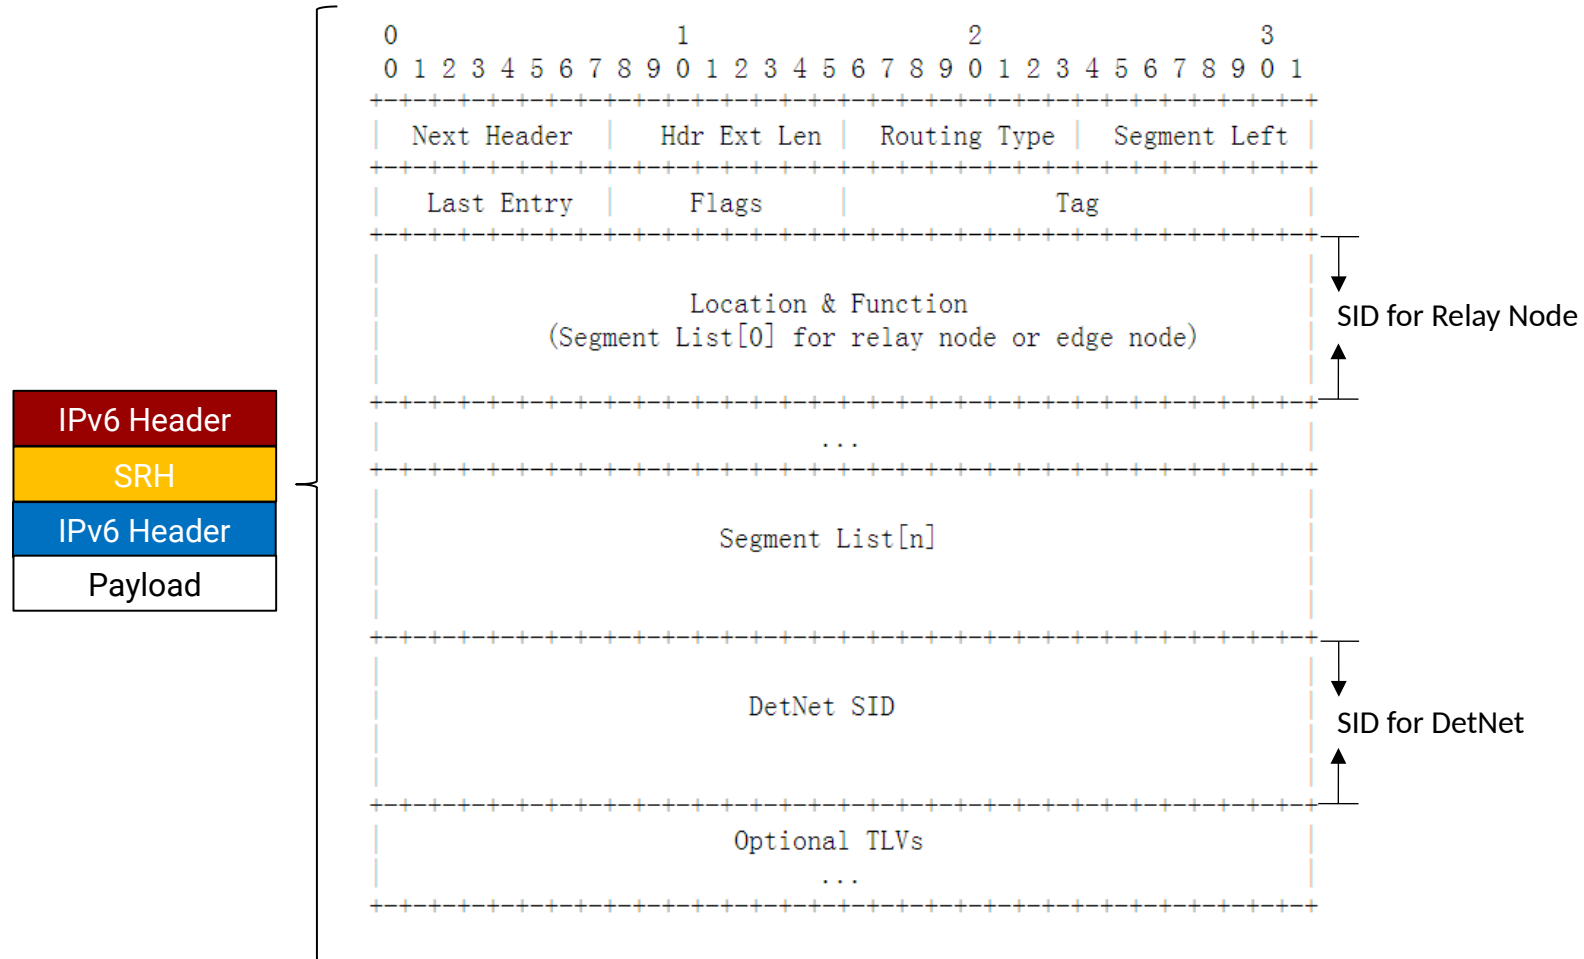 0 1 2 3
0 1 2 3 4 5 6 7 8 9 0 1 2 3 4 5 6 7 8 9 0 1 2 3 4 5 6 7 8 9 0 1
+-+-+-+-+-+-+-+-+-+-+-+-+-+-+-+-+-+-+-+-+-+-+-+-+-+-+-+-+-+-+-+-+
| Next Header | Hdr Ext Len | Routing Type | Segment Left |
+-+-+-+-+-+-+-+-+-+-+-+-+-+-+-+-+-+-+-+-+-+-+-+-+-+-+-+-+-+-+-+-+
| Last Entry | Flags | Tag |
+-+-+-+-+-+-+-+-+-+-+-+-+-+-+-+-+-+-+-+-+-+-+-+-+-+-+-+-+-+-+-+-+
Location & Function
(Segment List[0] for relay node or edge node)
SID for Relay Node
+-+-+-+-+-+-+-+-+-+-+-+-+-+-+-+-+-+-+-+-+-+-+-+-+-+-+-+-+-+-+-+-+
...
+-+-+-+-+-+-+-+-+-+-+-+-+-+-+-+-+-+-+-+-+-+-+-+-+-+-+-+-+-+-+-+-+
Segment List[n]
+-+-+-+-+-+-+-+-+-+-+-+-+-+-+-+-+-+-+-+-+-+-+-+-+-+-+-+-+-+-+-+-+
DetNet SID
SID for DetNet
+-+-+-+-+-+-+-+-+-+-+-+-+-+-+-+-+-+-+-+-+-+-+-+-+-+-+-+-+-+-+-+-+
Optional TLVs
...
+-+-+-+-+-+-+-+-+-+-+-+-+-+-+-+-+-+-+-+-+-+-+-+-+-+-+-+-+-+-+-+-+
IPv6 Header
SRH
IPv6 Header
Payload